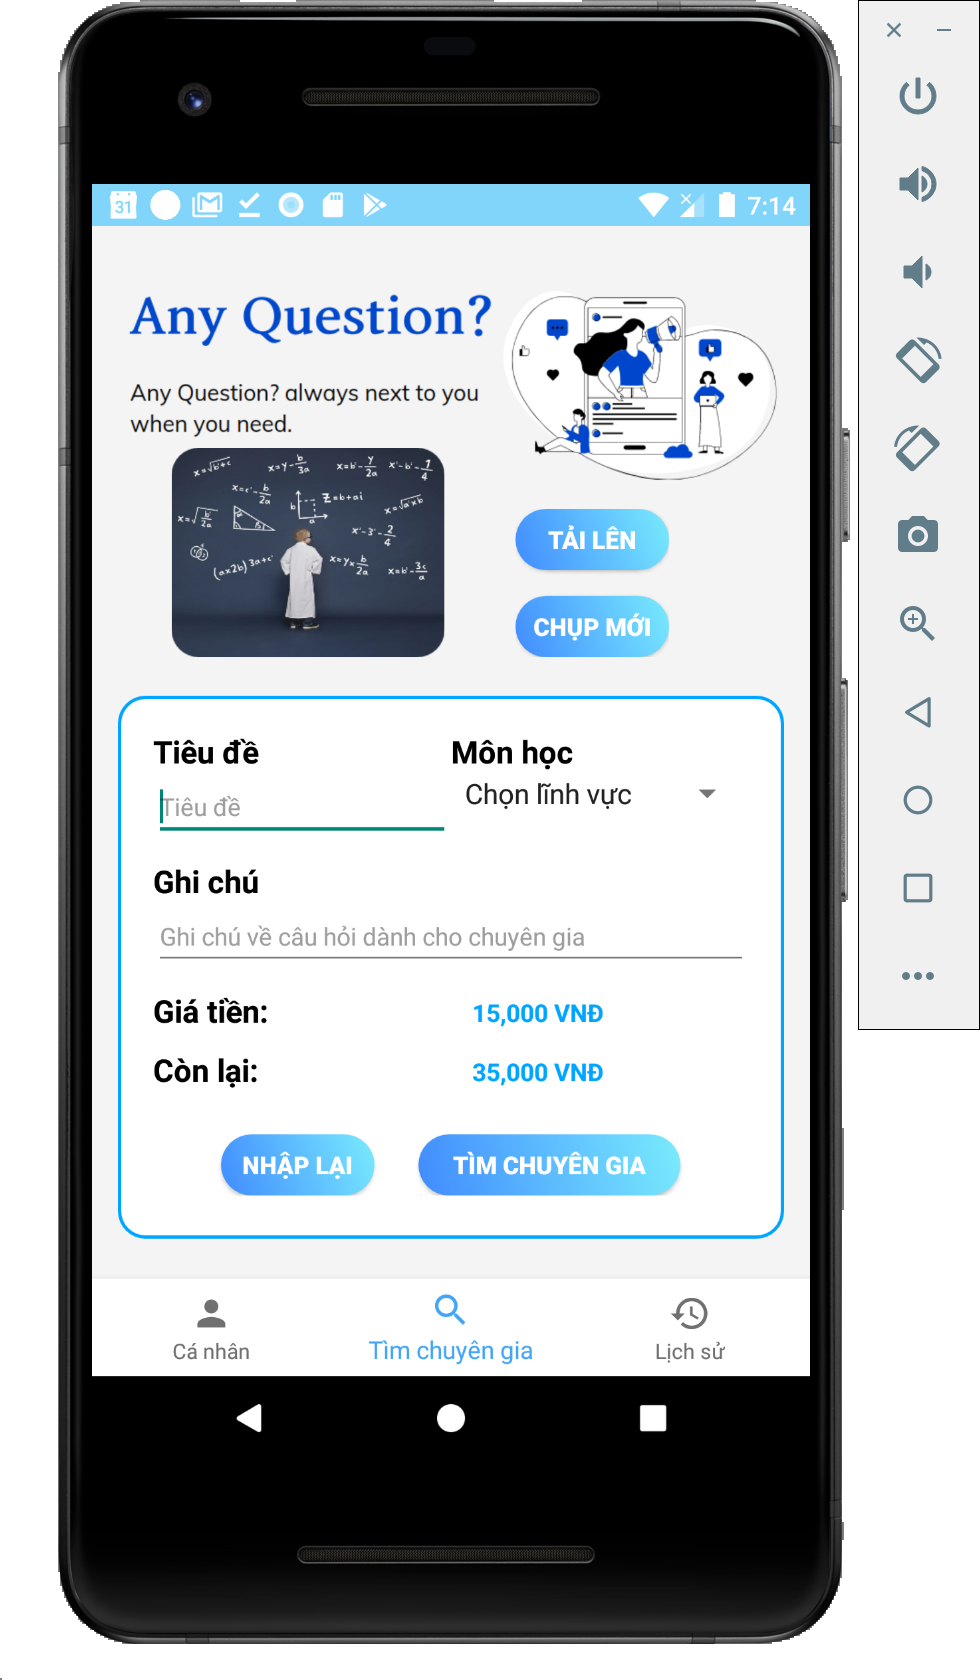 31
7:14
Any Question?
Any Question? always next to you
when you need.
TẢI LÊN
CHỤP MỚI
Tiêu đề
Môn học
Tiêu đề
Chọn lĩnh vực
Ghi chú
Ghi chú về câu hỏi dành cho chuyên gia
Giá tiền:
15,000 VNĐ
Còn lại:
35,000 VNĐ
NHẬP LẠI
TÌM CHUYÊN GIA
Cá nhân
Tìm chuyên gia
Lịch sử